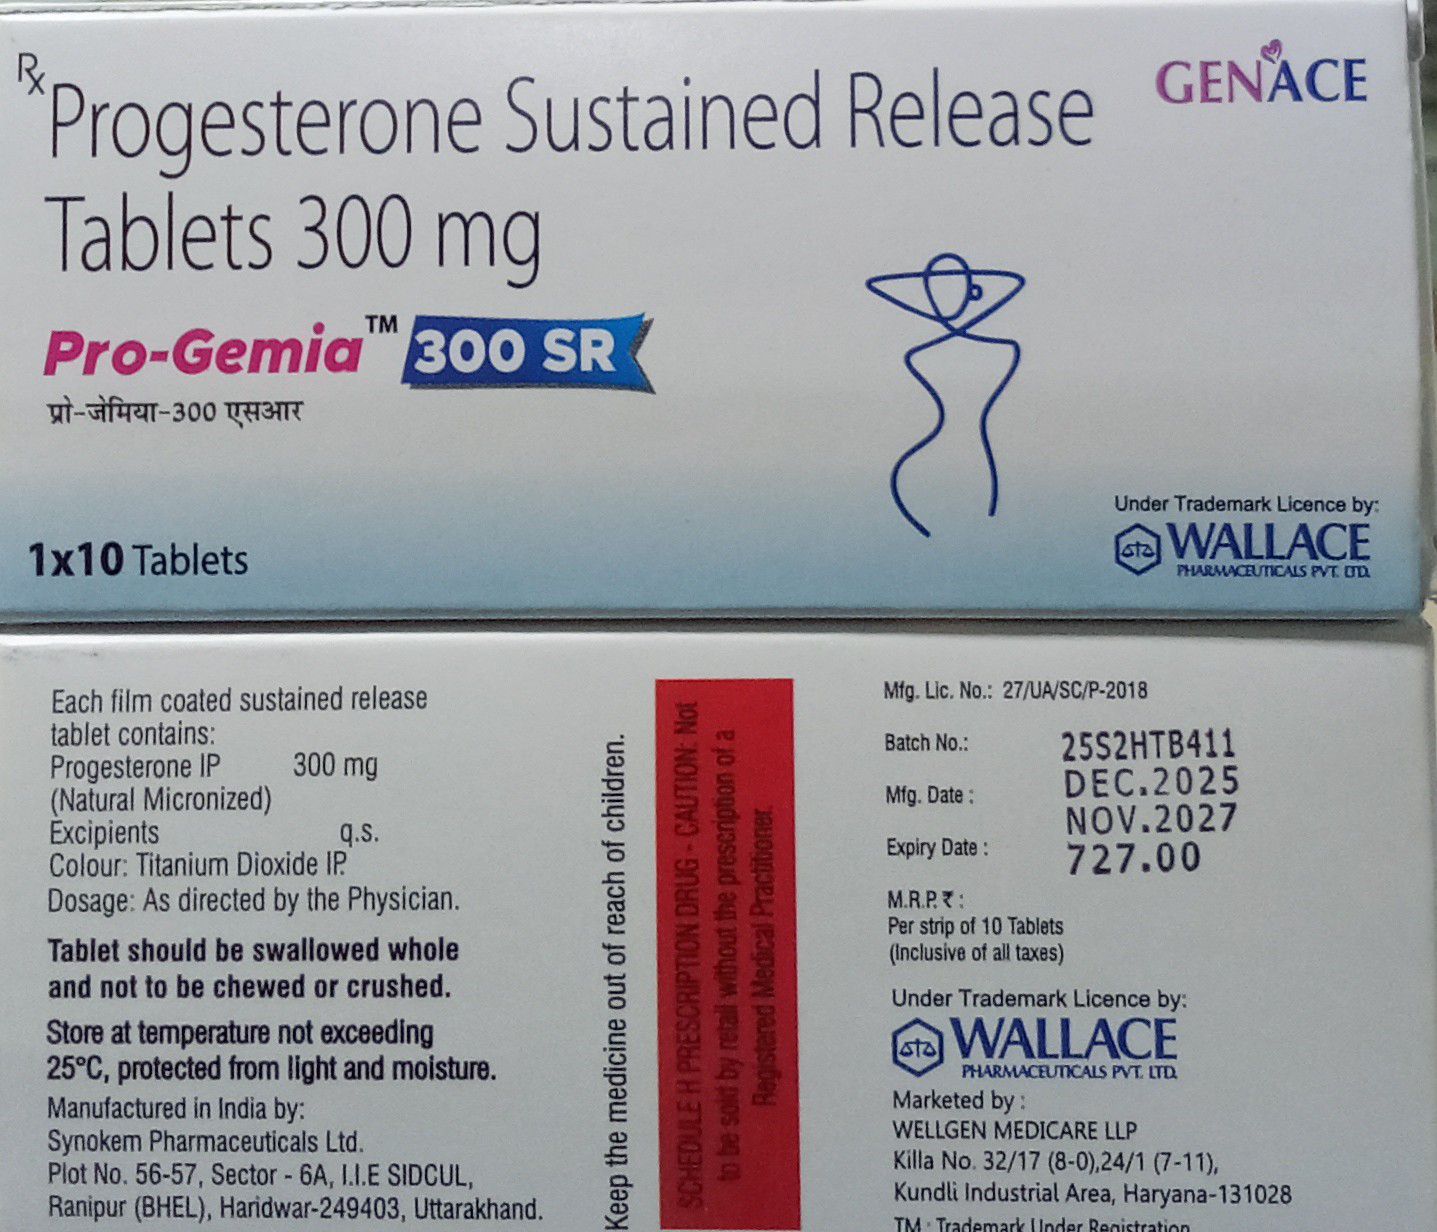 Rx
Progesterone Sustained Release
Tablets 300 mg
GENACE
Pro-Gemia™ 300 SR
प्रो-जेमिया-300 एसआर
1x10 Tablets
Under Trademark Licence by:
WALLACE
PHARMACEUTICALS PVT. LTD.
Each film coated sustained release
tablet contains:
Progesterone IP 300 mg
(Natural Micronized)
Excipients q.s.
Colour: Titanium Dioxide IP.
Dosage: As directed by the Physician.
Tablet should be swallowed whole
and not to be chewed or crushed.
Store at temperature not exceeding
25°C, protected from light and moisture.
Manufactured in India by:
Synokem Pharmaceuticals Ltd.
Plot No. 56-57, Sector - 6A, I.I.E SIDCUL,
Ranipur (BHEL), Haridwar-249403, Uttarakhand.
Keep the medicine out of reach of children.
SCHEDULE H PRESCRIPTION DRUG - CAUTION: Not
to be sold by retail without the prescription of a
Registered Medical Practitioner.
Mfg. Lic. No.: 27/UA/SC/P-2018
Batch No.: 25S2HTB411
Mfg. Date : DEC.2025
NOV.2027
Expiry Date : 727.00
M.R.P. ₹ :
Per strip of 10 Tablets
(Inclusive of all taxes)
Under Trademark Licence by:
WALLACE
PHARMACEUTICALS PVT. LTD.
Marketed by :
WELLGEN MEDICARE LLP
Killa No. 32/17 (8-0),24/1 (7-11),
Kundli Industrial Area, Haryana-131028
TM : Trademark Under Registration